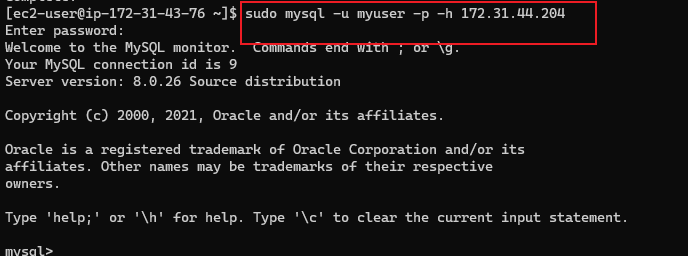 [ec2-user@ip-172-31-43-76 ~]$ sudo mysql -u myuser -p -h 172.31.44.204
Enter password:
Welcome to the MySQL monitor.  Commands end with ; or \g.
Your MySQL connection id is 9
Server version: 8.0.26 Source distribution
Copyright (c) 2000, 2021, Oracle and/or its affiliates.
Oracle is a registered trademark of Oracle Corporation and/or its
affiliates. Other names may be trademarks of their respective
owners.
Type 'help;' or '\h' for help. Type '\c' to clear the current input statement.
mysql>